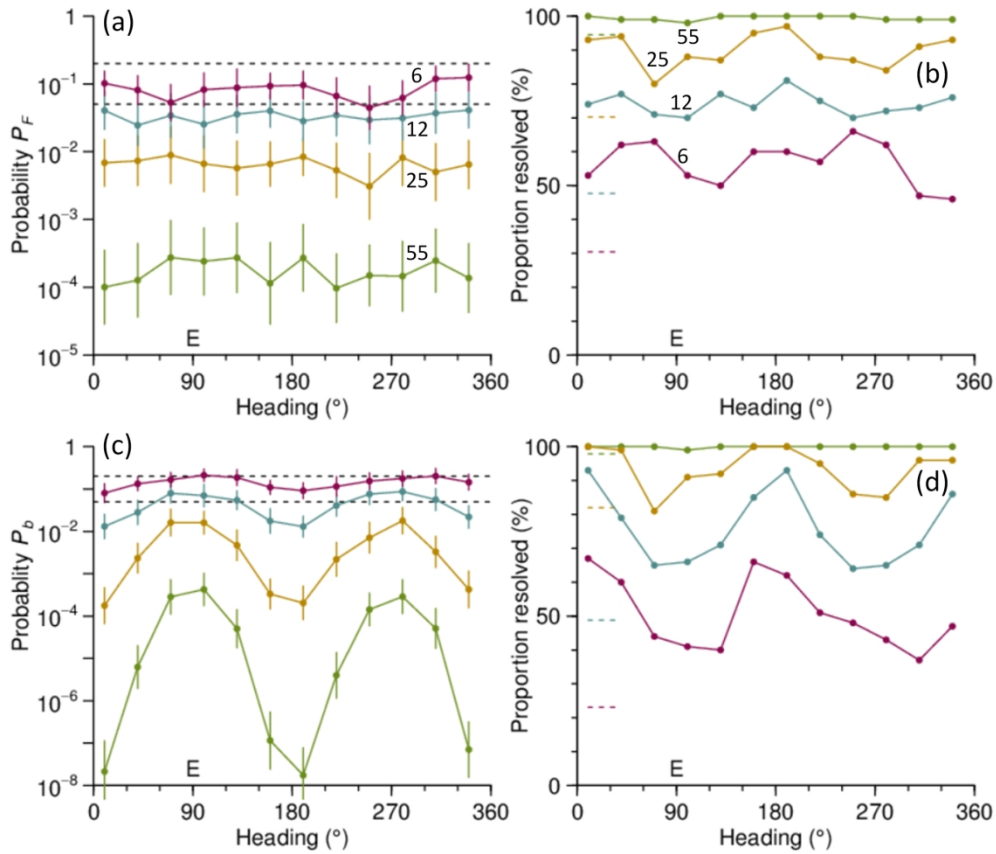 (a)
1
10⁻¹
10⁻²
10⁻³
10⁻⁴
10⁻⁵
Probability P_F
6
12
25
55
E
0 90 180 270 360
Heading (°)
(b)
100
50
0
Proportion resolved (%)
55
25
12
6
E
0 90 180 270 360
Heading (°)
(c)
1
10⁻²
10⁻⁴
10⁻⁶
10⁻⁸
Probablity P_b
E
0 90 180 270 360
Heading (°)
(d)
100
50
0
Proportion resolved (%)
E
0 90 180 270 360
Heading (°)